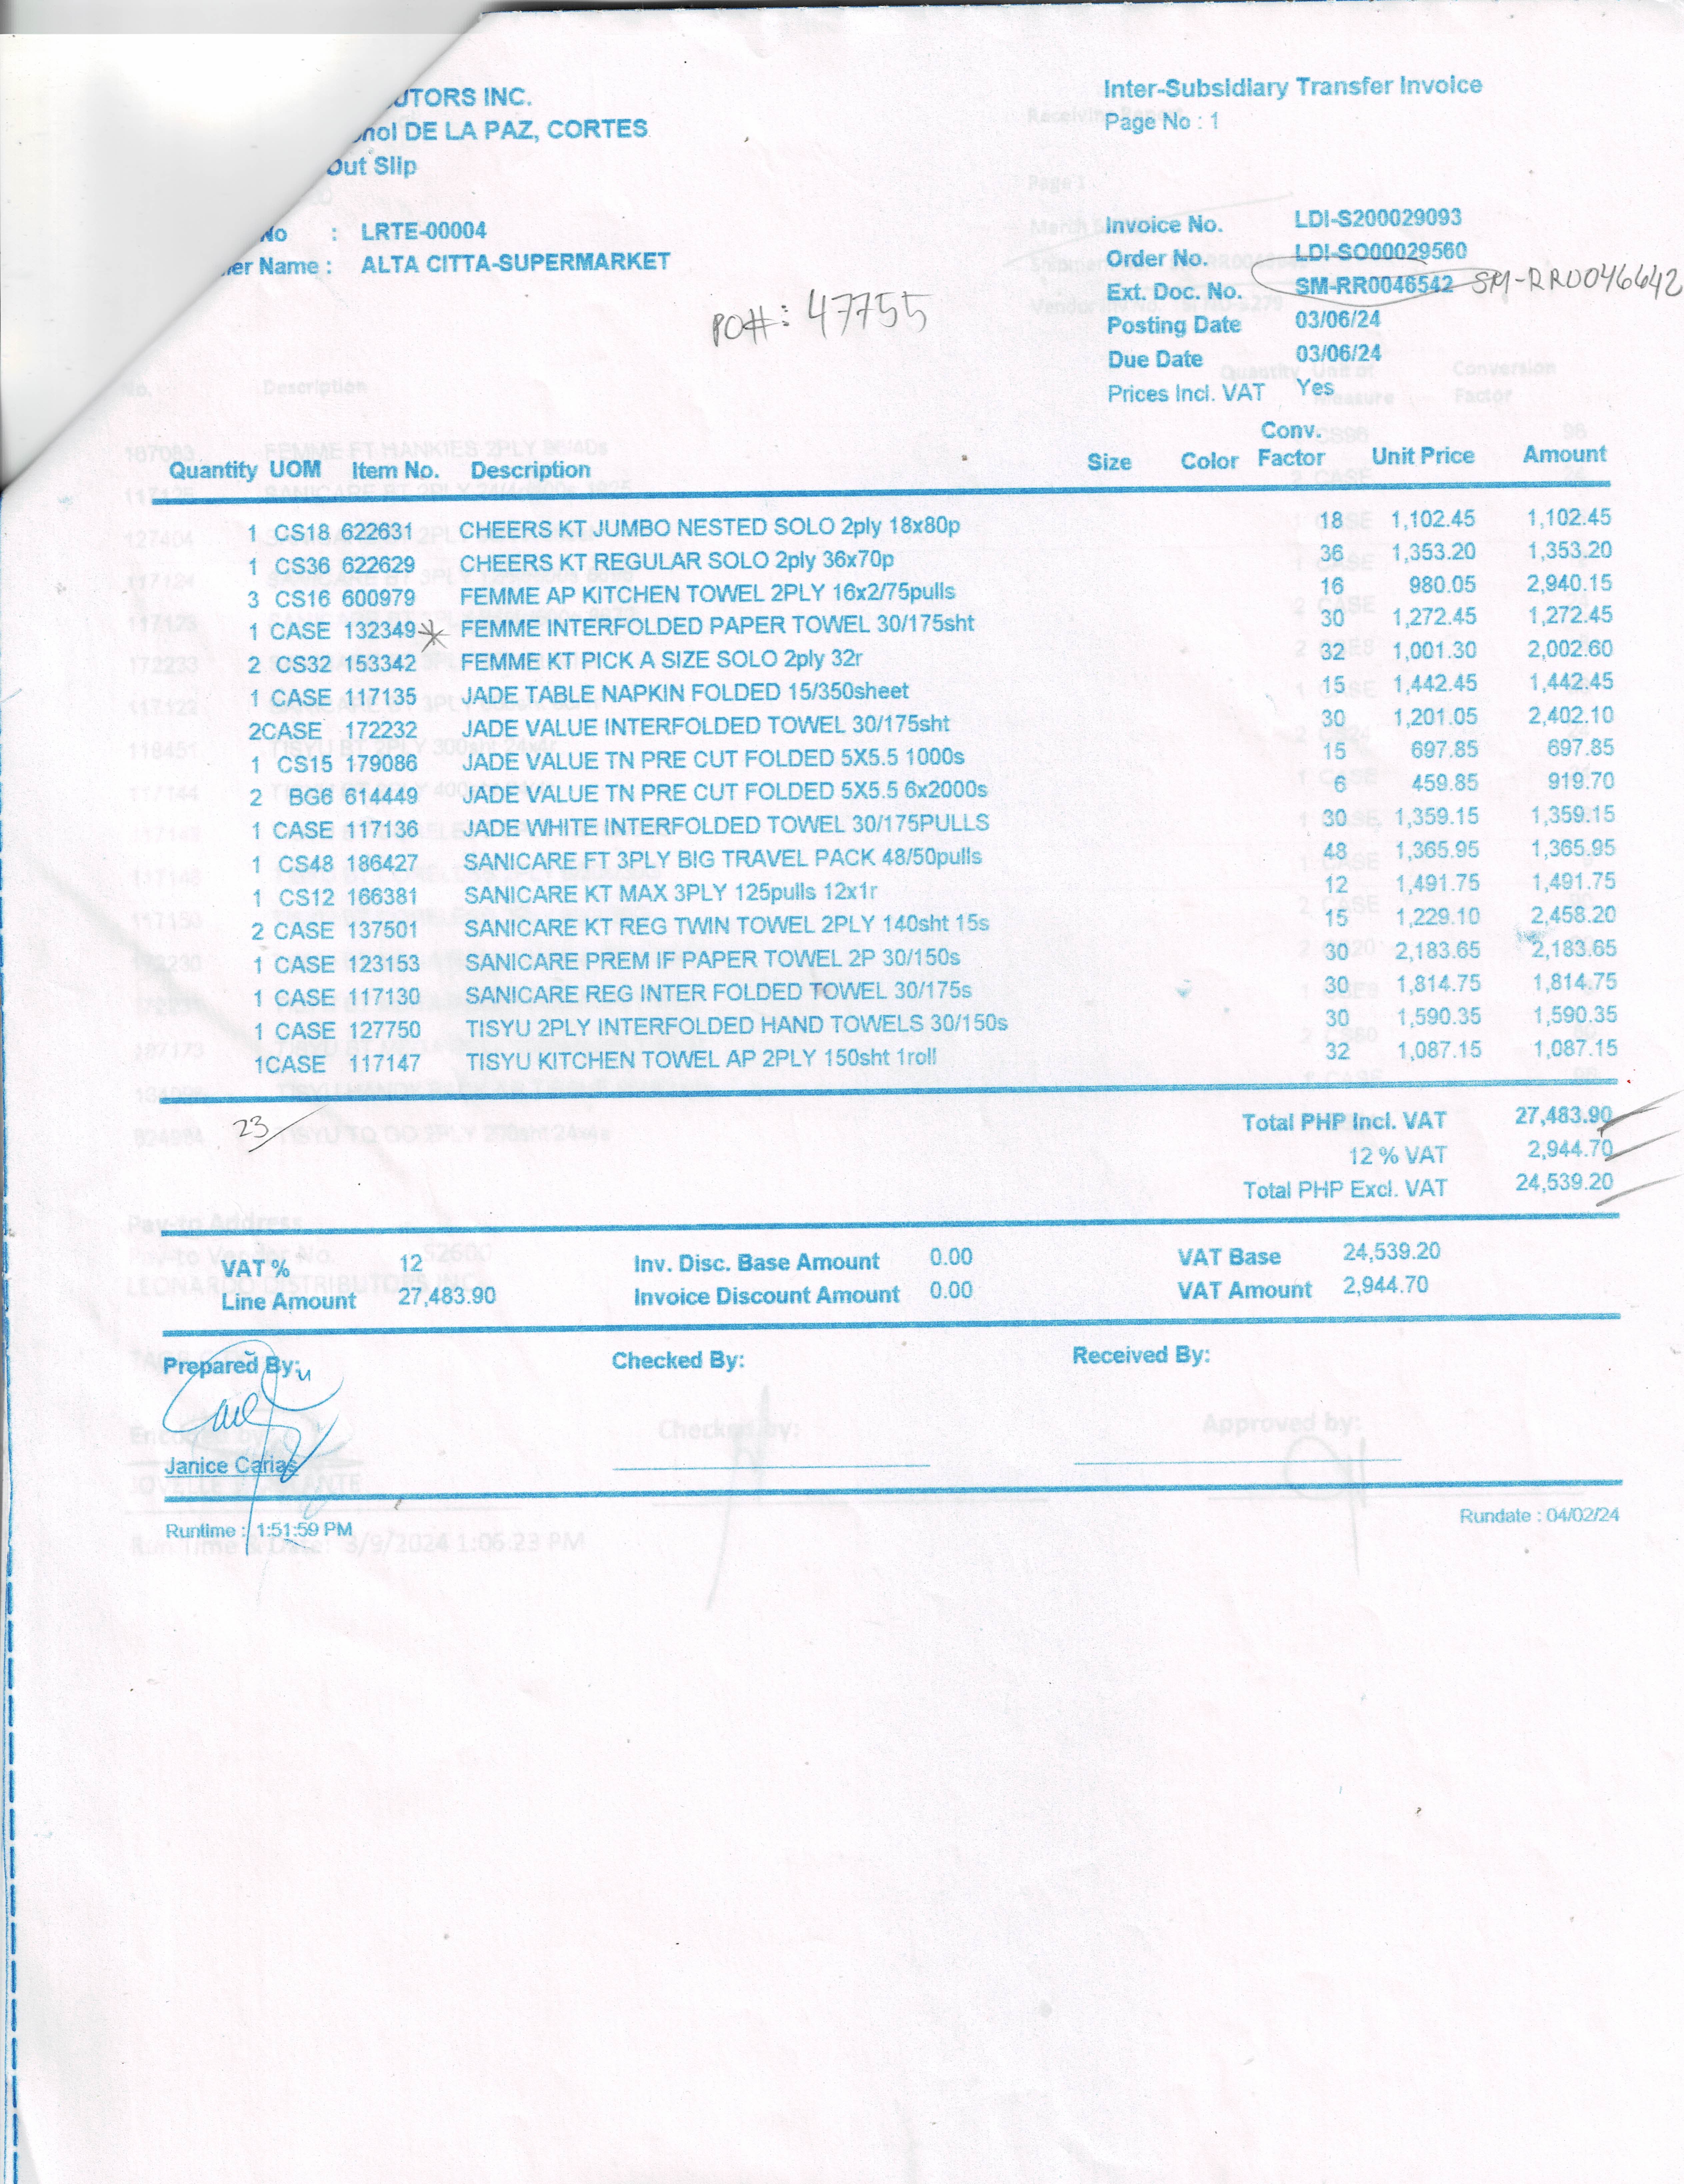 UTORS INC.
Inter-Subsidiary Transfer Invoice
DE LA PAZ, CORTES
Page No : 1
Out Slip
No : LRTE-00004
Invoice No. LDI-S200029093
er Name : ALTA CITTA-SUPERMARKET
Order No. LDI-SO00029560
Ext. Doc. No. SM-RR0046542 SM-RR0046642
PO#: 47755
Posting Date 03/06/24
Due Date 03/06/24
Prices Incl. VAT Yes
Quantity UOM Item No. Description Size Color Conv. Factor Unit Price Amount
1 CS18 622631 CHEERS KT JUMBO NESTED SOLO 2ply 18x80p 18 1,102.45 1,102.45
1 CS36 622629 CHEERS KT REGULAR SOLO 2ply 36x70p 36 1,353.20 1,353.20
3 CS16 600979 FEMME AP KITCHEN TOWEL 2PLY 16x2/75pulls 16 980.05 2,940.15
1 CASE 132349* FEMME INTERFOLDED PAPER TOWEL 30/175sht 30 1,272.45 1,272.45
2 CS32 153342 FEMME KT PICK A SIZE SOLO 2ply 32r 32 1,001.30 2,002.60
1 CASE 117135 JADE TABLE NAPKIN FOLDED 15/350sheet 15 1,442.45 1,442.45
2CASE 172232 JADE VALUE INTERFOLDED TOWEL 30/175sht 30 1,201.05 2,402.10
1 CS15 179086 JADE VALUE TN PRE CUT FOLDED 5X5.5 1000s 15 697.85 697.85
2 BG6 614449 JADE VALUE TN PRE CUT FOLDED 5X5.5 6x2000s 6 459.85 919.70
1 CASE 117136 JADE WHITE INTERFOLDED TOWEL 30/175PULLS 30 1,359.15 1,359.15
1 CS48 186427 SANICARE FT 3PLY BIG TRAVEL PACK 48/50pulls 48 1,365.95 1,365.95
1 CS12 166381 SANICARE KT MAX 3PLY 125pulls 12x1r 12 1,491.75 1,491.75
2 CASE 137501 SANICARE KT REG TWIN TOWEL 2PLY 140sht 15s 15 1,229.10 2,458.20
1 CASE 123153 SANICARE PREM IF PAPER TOWEL 2P 30/150s 30 2,183.65 2,183.65
1 CASE 117130 SANICARE REG INTER FOLDED TOWEL 30/175s 30 1,814.75 1,814.75
1 CASE 127750 TISYU 2PLY INTERFOLDED HAND TOWELS 30/150s 30 1,590.35 1,590.35
1CASE 117147 TISYU KITCHEN TOWEL AP 2PLY 150sht 1roll 32 1,087.15 1,087.15
23
Total PHP Incl. VAT 27,483.90
12 % VAT 2,944.70
Total PHP Excl. VAT 24,539.20
VAT % 12 Inv. Disc. Base Amount 0.00 VAT Base 24,539.20
Line Amount 27,483.90 Invoice Discount Amount 0.00 VAT Amount 2,944.70
Prepared By: Checked By: Received By:
Janice Carias
Runtime : 1:51:59 PM Rundate : 04/02/24